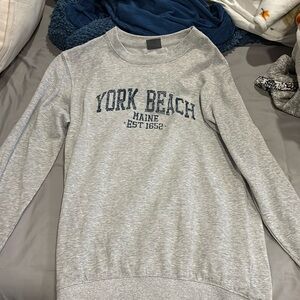 YORK BEACH
MAINE
EST 1652